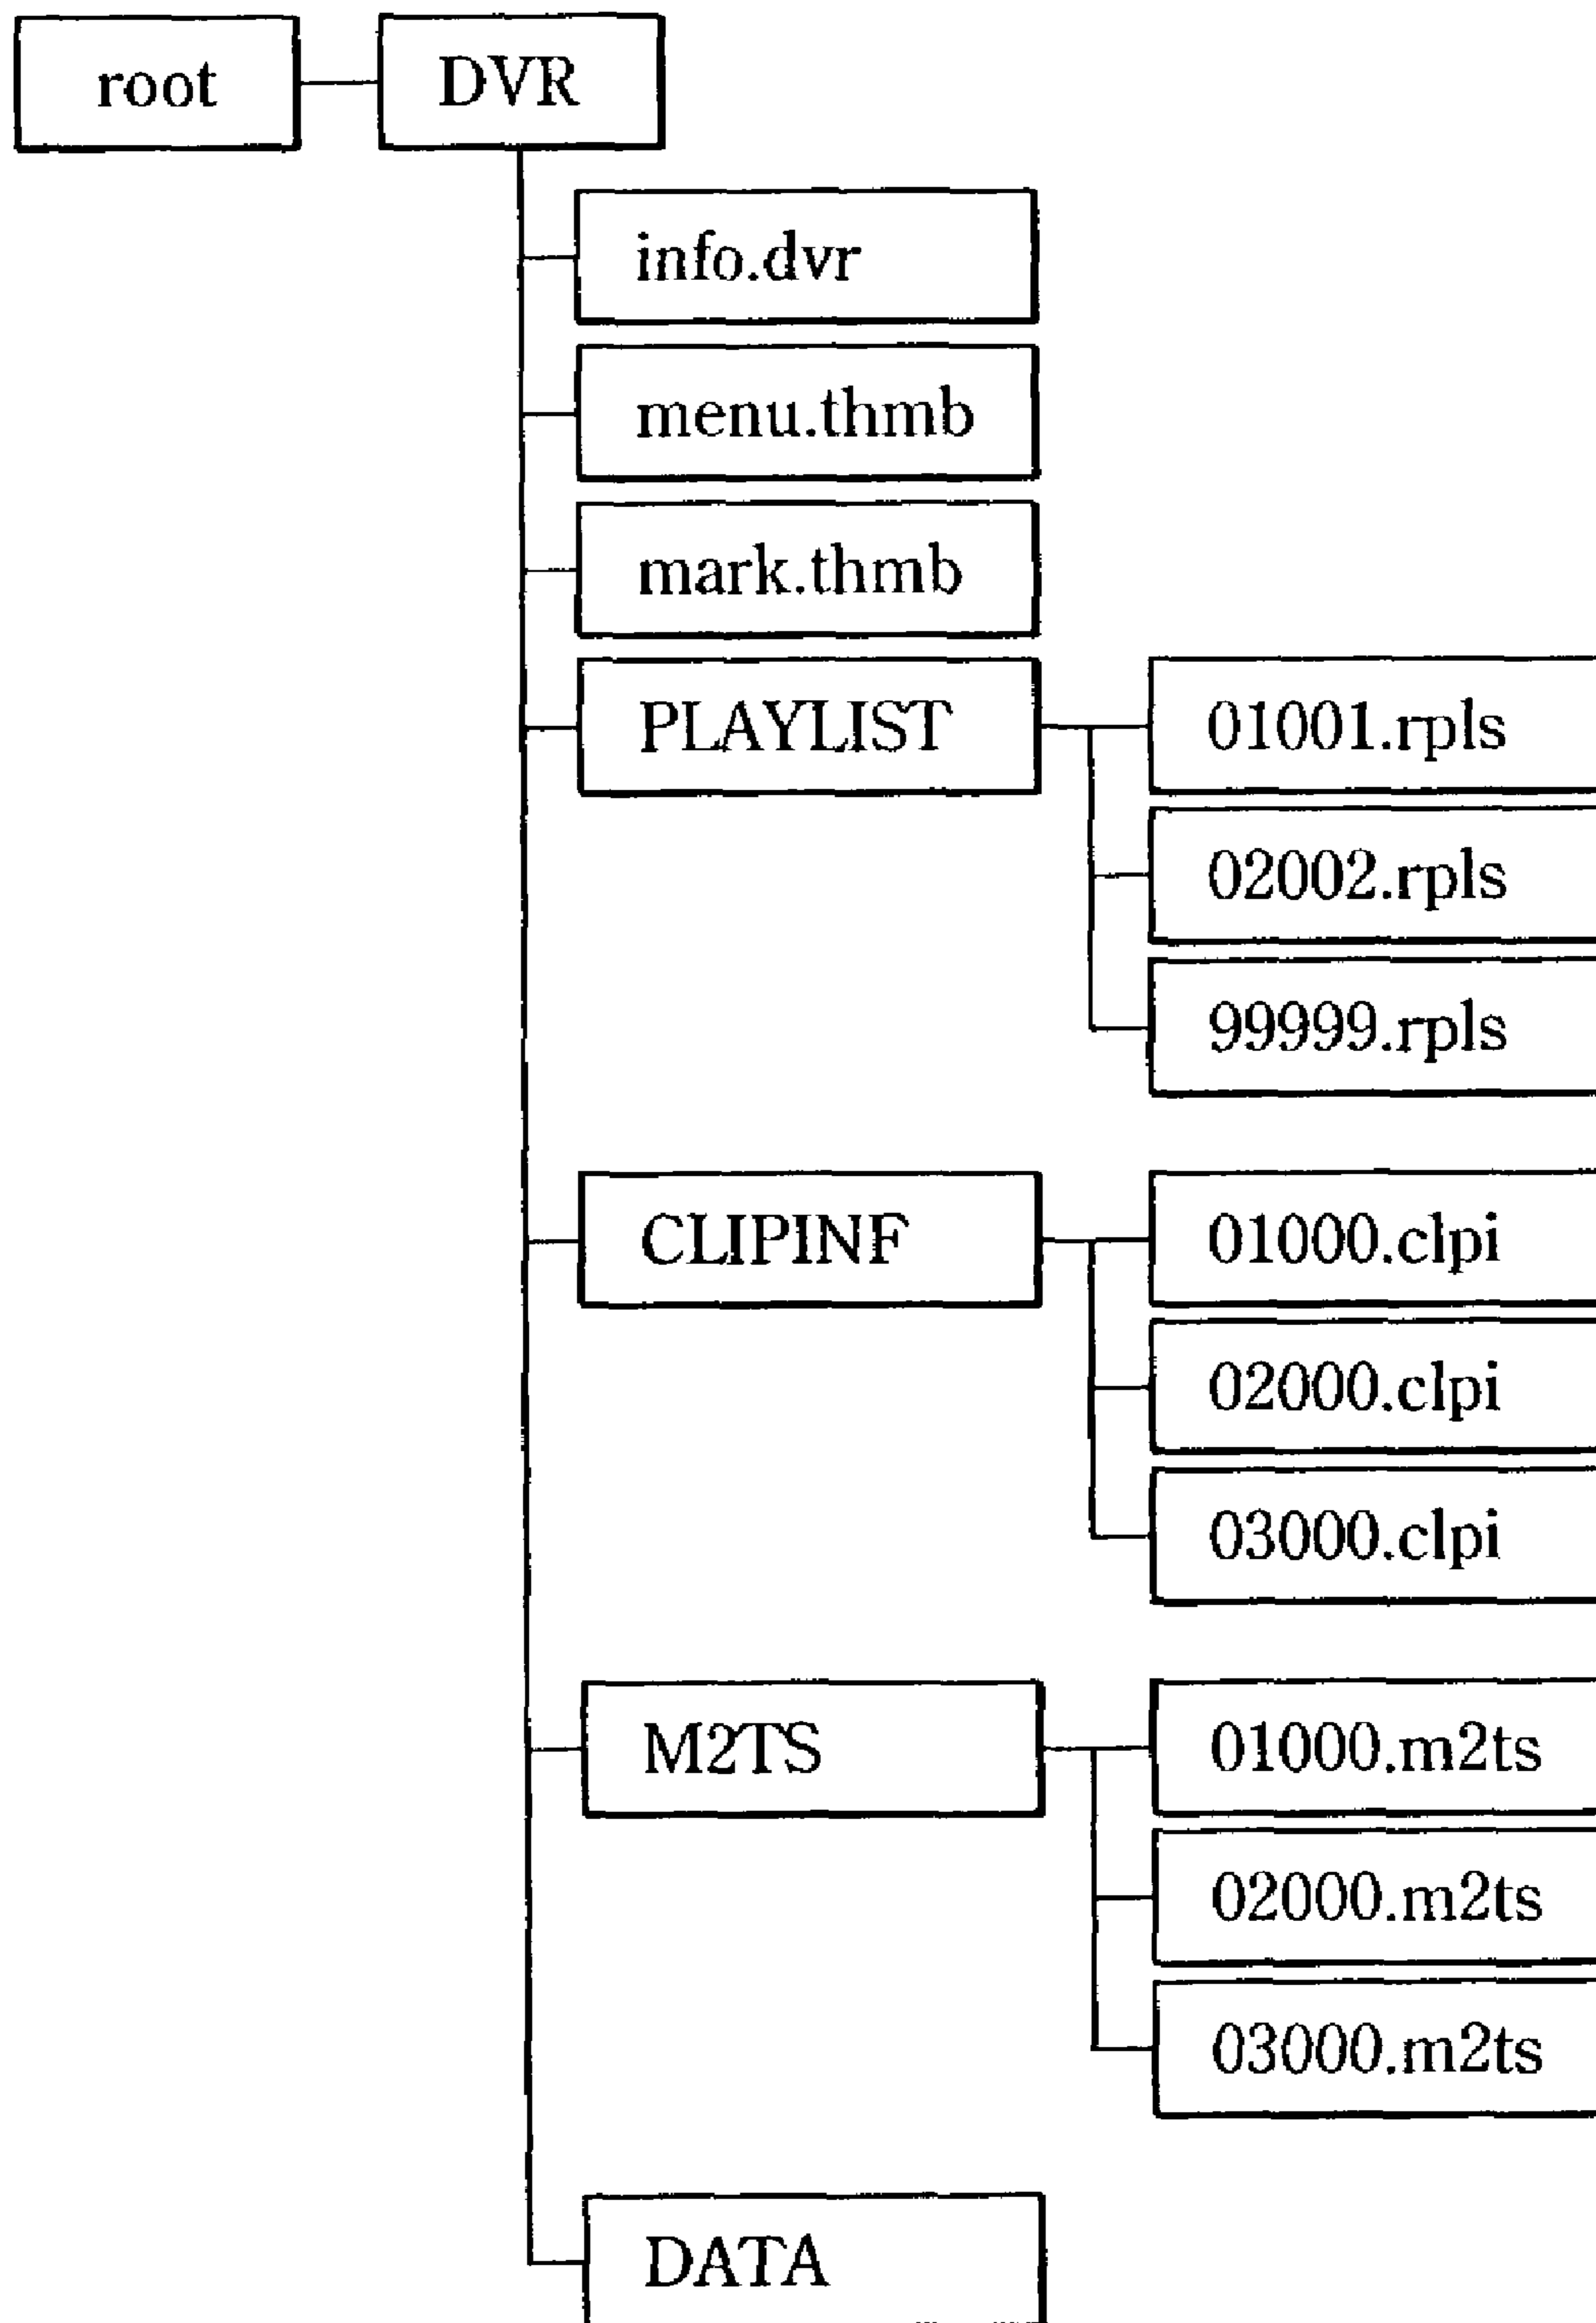 root
DVR
info.dvr
menu.thmb
mark.thmb
PLAYLIST
01001.rpls
02002.rpls
99999.rpls
CLIPINF
01000.clpi
02000.clpi
03000.clpi
M2TS
01000.m2ts
02000.m2ts
03000.m2ts
DATA